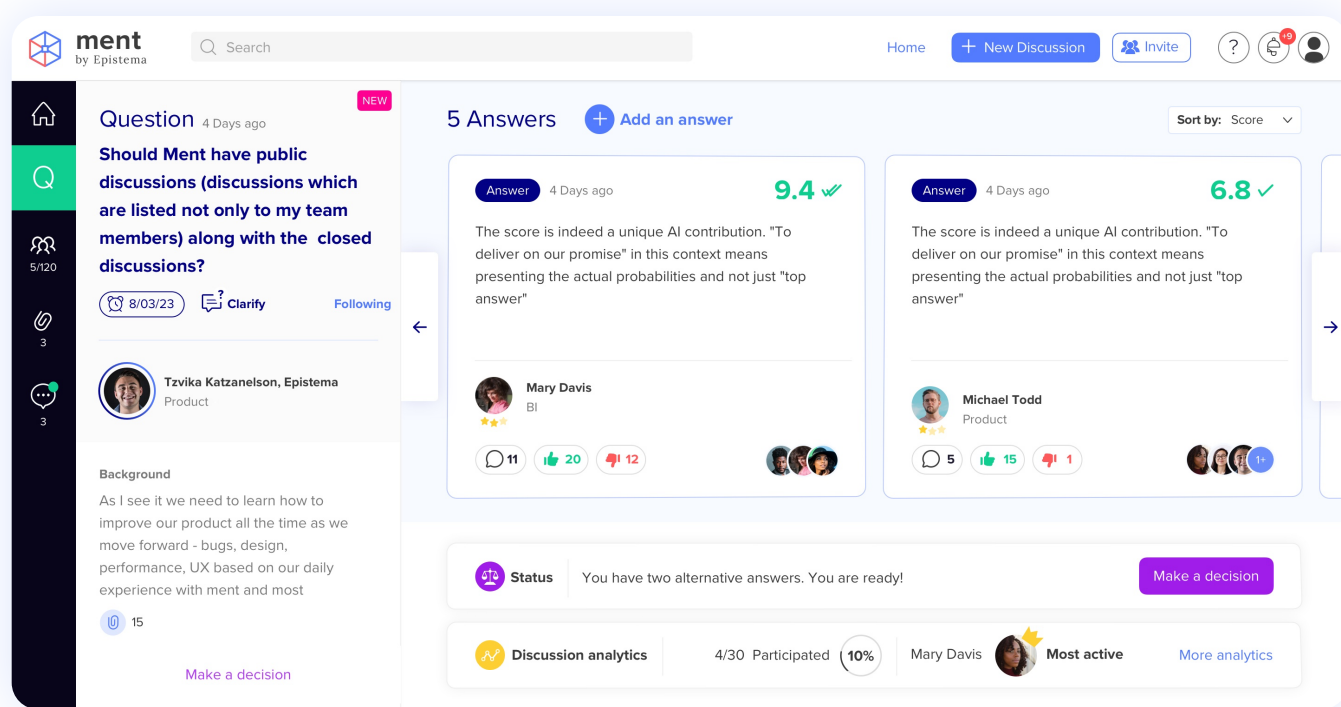 ment
by Epistema
Search
Home
+ New Discussion
Invite
?
+9
NEW
Question 4 Days ago
Should Ment have public
discussions (discussions which
are listed not only to my team
members) along with the closed
discussions?
8/03/23
? Clarify
Following
Tzvika Katzanelson, Epistema
Product
Background
As I see it we need to learn how to
improve our product all the time as we
move forward - bugs, design,
performance, UX based on our daily
experience with ment and most
15
Make a decision
Q
5/120
3
3
5 Answers
+ Add an answer
Sort by: Score
Answer 4 Days ago 9.4
The score is indeed a unique AI contribution. "To
deliver on our promise" in this context means
presenting the actual probabilities and not just "top
answer"
Mary Davis
BI
11 20 12
Answer 4 Days ago 6.8
The score is indeed a unique AI contribution. "To
deliver on our promise" in this context means
presenting the actual probabilities and not just "top
answer"
Michael Todd
Product
5 15 1 1+
Status You have two alternative answers. You are ready! Make a decision
Discussion analytics 4/30 Participated 10% Mary Davis Most active More analytics